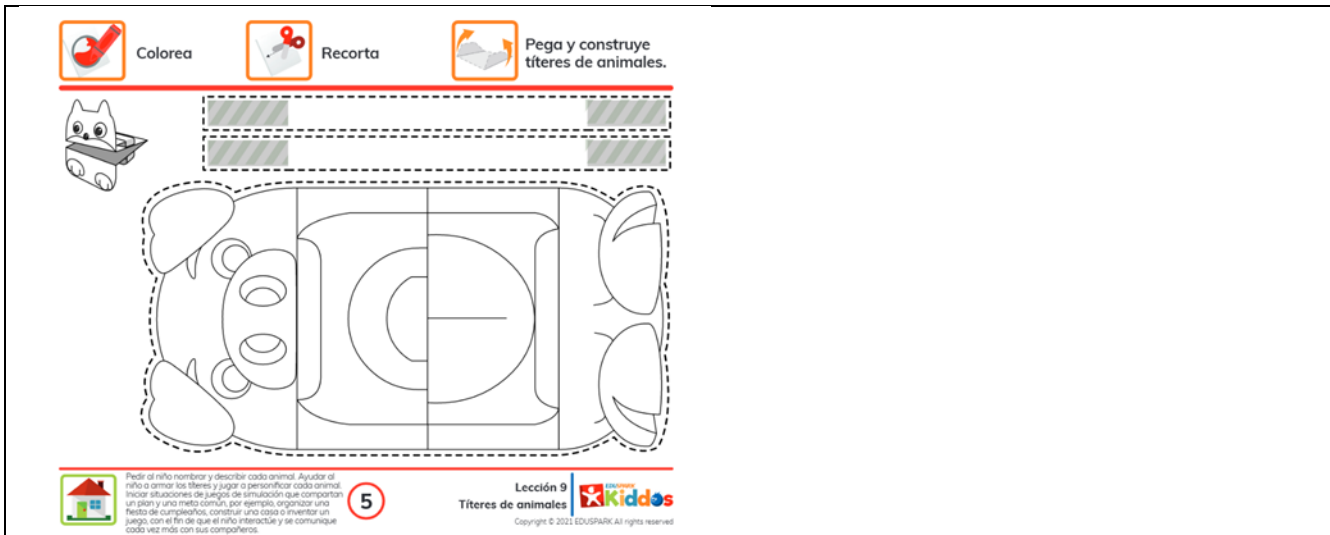 Colorea
Recorta
Pega y construye
títeres de animales.
Pedir al niño nombrar y describir cada animal. Ayudar al
niño a armar los títeres y jugar a personificar cada animal.
Iniciar situaciones de juegos de simulación que compartan
un plan y una meta común, por ejemplo, organizar una
fiesta de cumpleaños, construir una casa o inventar un
juego, con el fin de que el niño interactúe y se comunique
cada vez más con sus compañeros.
5
Lección 9
Títeres de animales
EDUSPARK
Kiddos
Copyright © 2021 EDUSPARK All rights reserved